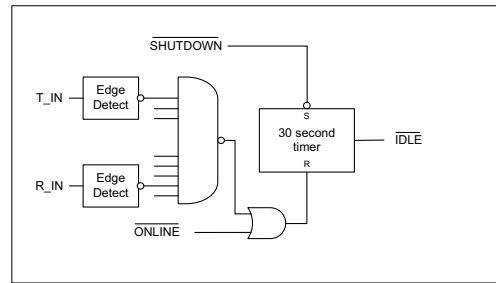 SHUTDOWN
T_IN
Edge
Detect
S
30 second
timer
R
IDLE
R_IN
Edge
Detect
ONLINE